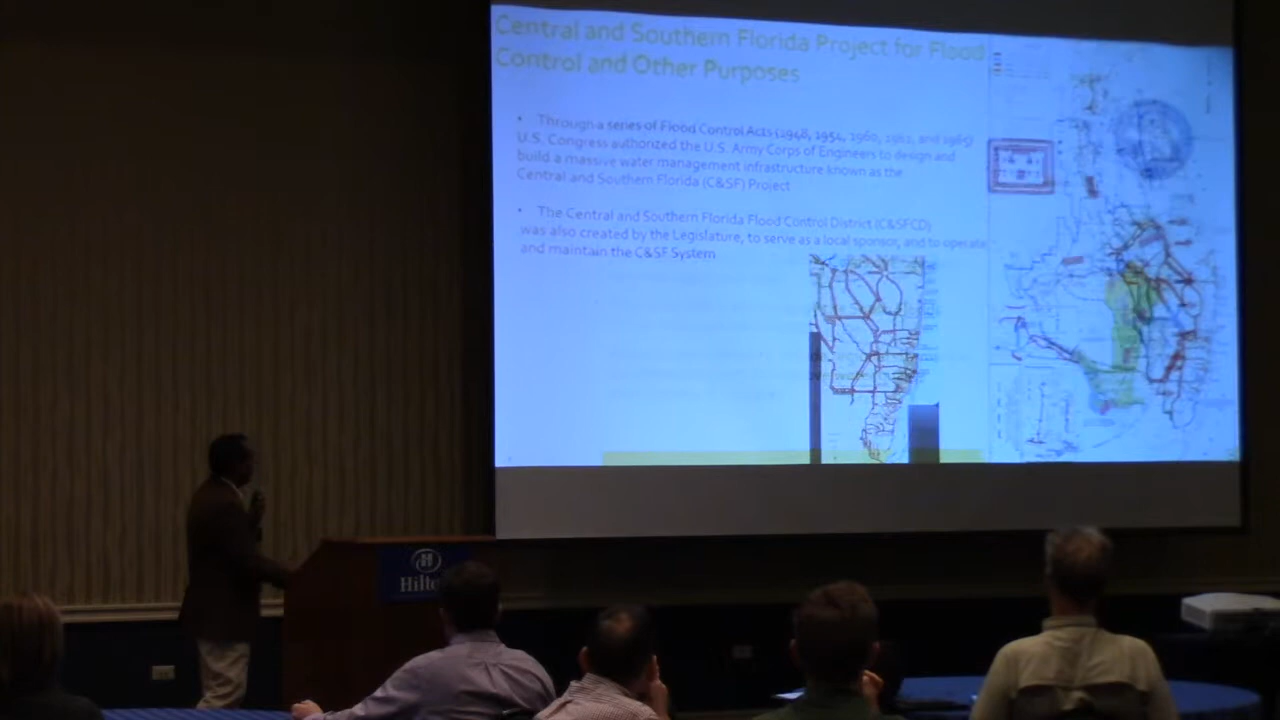 Central and Southern Florida Project for Flood
Control and Other Purposes
• Through a series of Flood Control Acts (1948, 1954, 1960, 1962, and 1965)
U.S. Congress authorized the U.S. Army Corps of Engineers to design and
build a massive water management infrastructure known as the
Central and Southern Florida (C&SF) Project
• The Central and Southern Florida Flood Control District (C&SFCD)
was also created by the Legislature, to serve as a local sponsor, and to operate
and maintain the C&SF System
Hilto